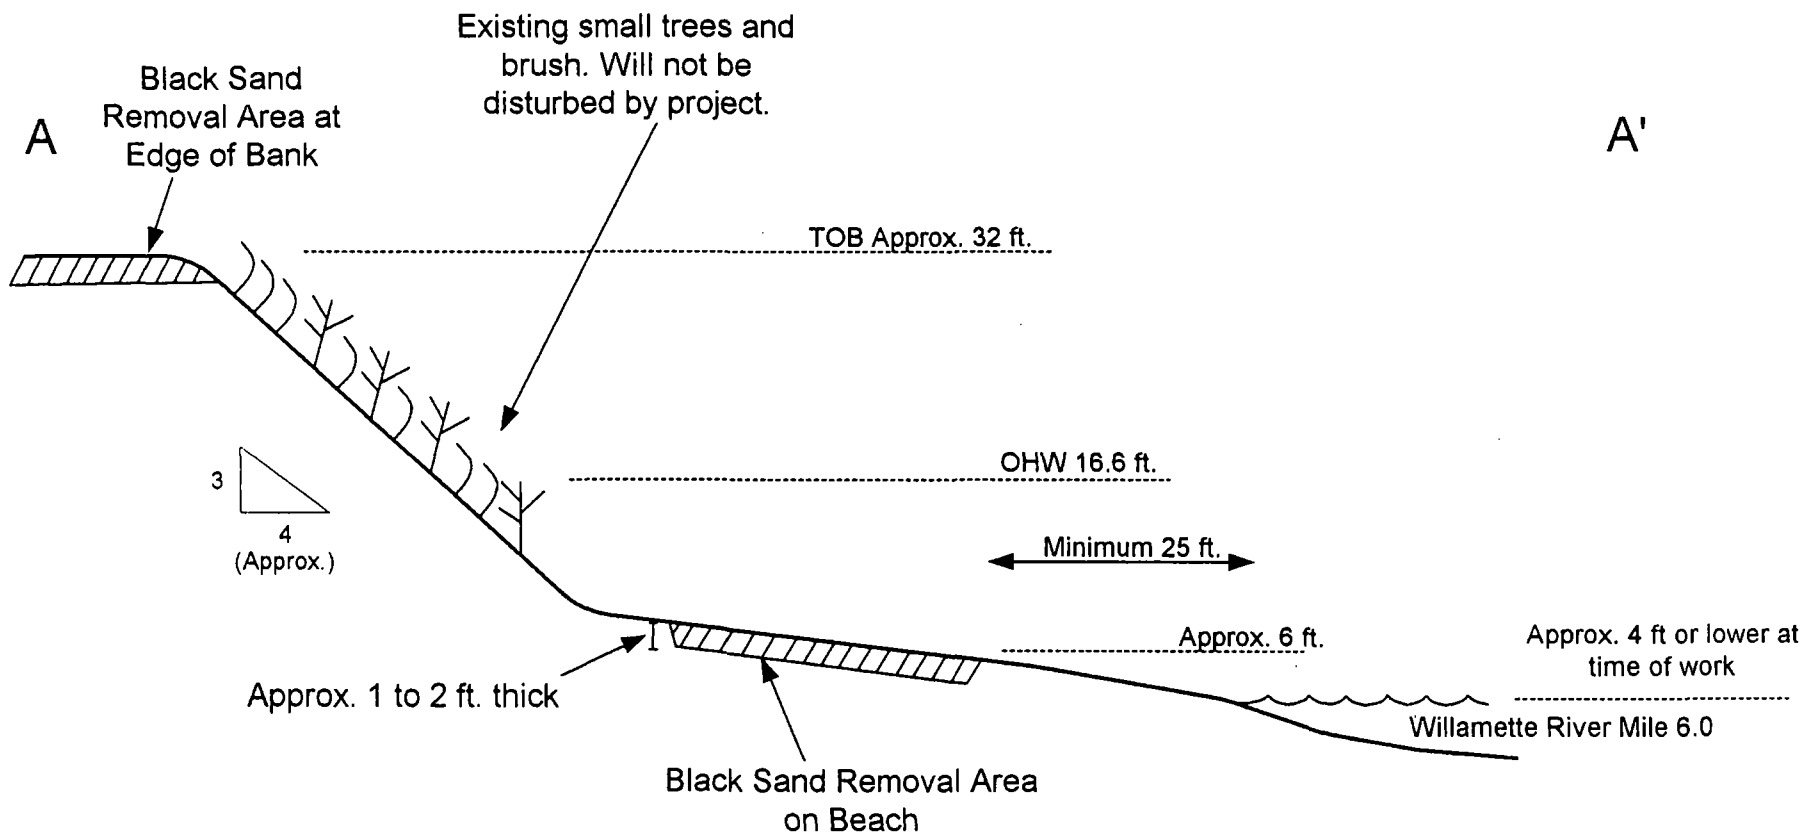 Existing small trees and
brush. Will not be
disturbed by project.
Black Sand
Removal Area at
Edge of Bank
A
A'
TOB Approx. 32 ft.
OHW 16.6 ft.
3
4
(Approx.)
Minimum 25 ft.
Approx. 6 ft.
Approx. 4 ft or lower at
time of work
Approx. 1 to 2 ft. thick
Willamette River Mile 6.0
Black Sand Removal Area
on Beach